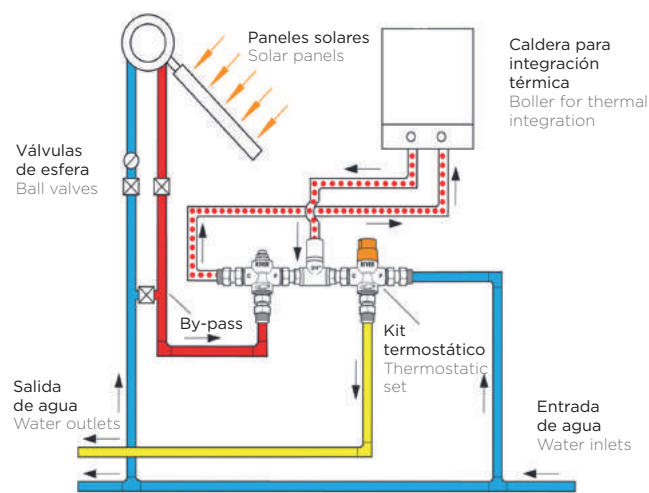 Paneles solares
Solar panels
Caldera para
integración
térmica
Boller for thermal
integration
Válvulas
de esfera
Ball valves
By-pass
Kit
termostático
Thermostatic
set
Salida
de agua
Water outlets
Entrada
de agua
Water inlets